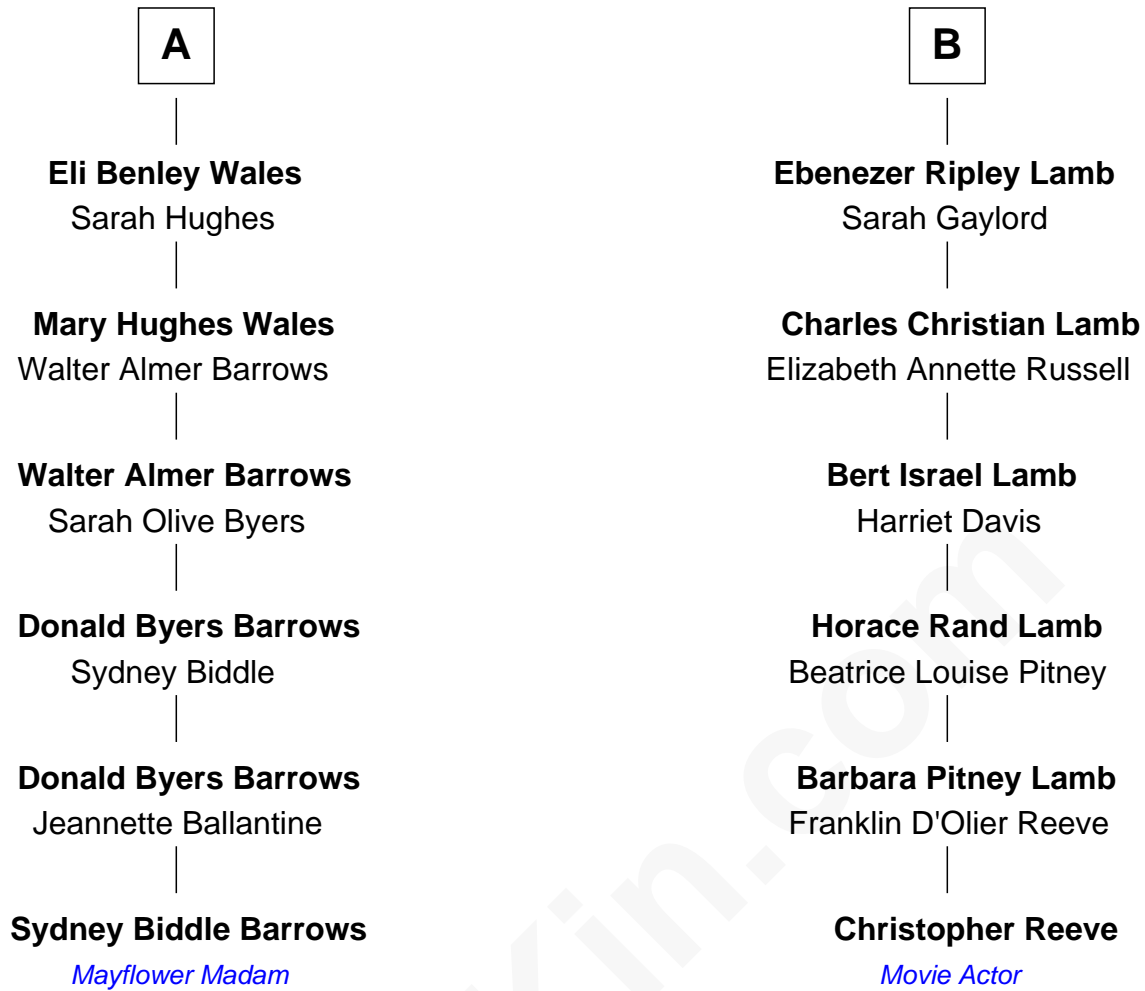 A
Eli Benley Wales
Sarah Hughes
Mary Hughes Wales
Walter Almer Barrows
Walter Almer Barrows
Sarah Olive Byers
Donald Byers Barrows
Sydney Biddle
Donald Byers Barrows
Jeannette Ballantine
Sydney Biddle Barrows
Mayflower Madam
B
Ebenezer Ripley Lamb
Sarah Gaylord
Charles Christian Lamb
Elizabeth Annette Russell
Bert Israel Lamb
Harriet Davis
Horace Rand Lamb
Beatrice Louise Pitney
Barbara Pitney Lamb
Franklin D'Olier Reeve
Christopher Reeve
Movie Actor
Kin.com